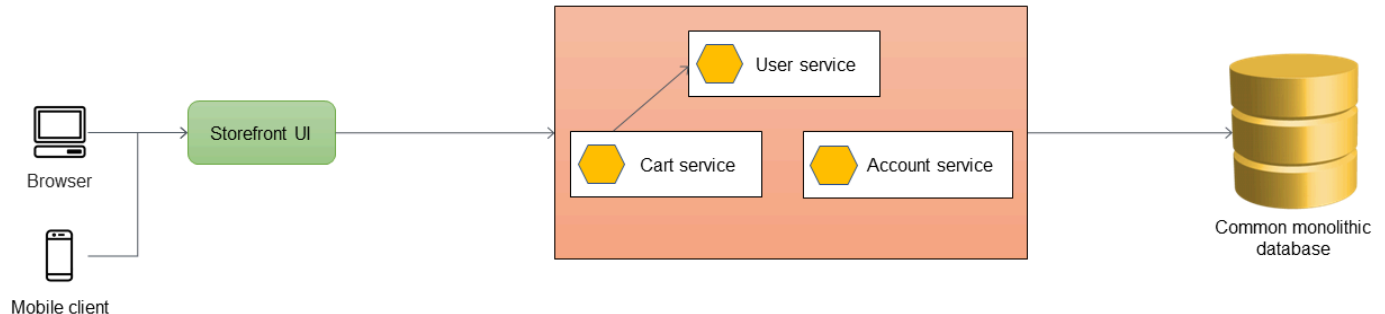 Browser
Mobile client
Storefront UI
User service
Cart service
Account service
Common monolithic
database